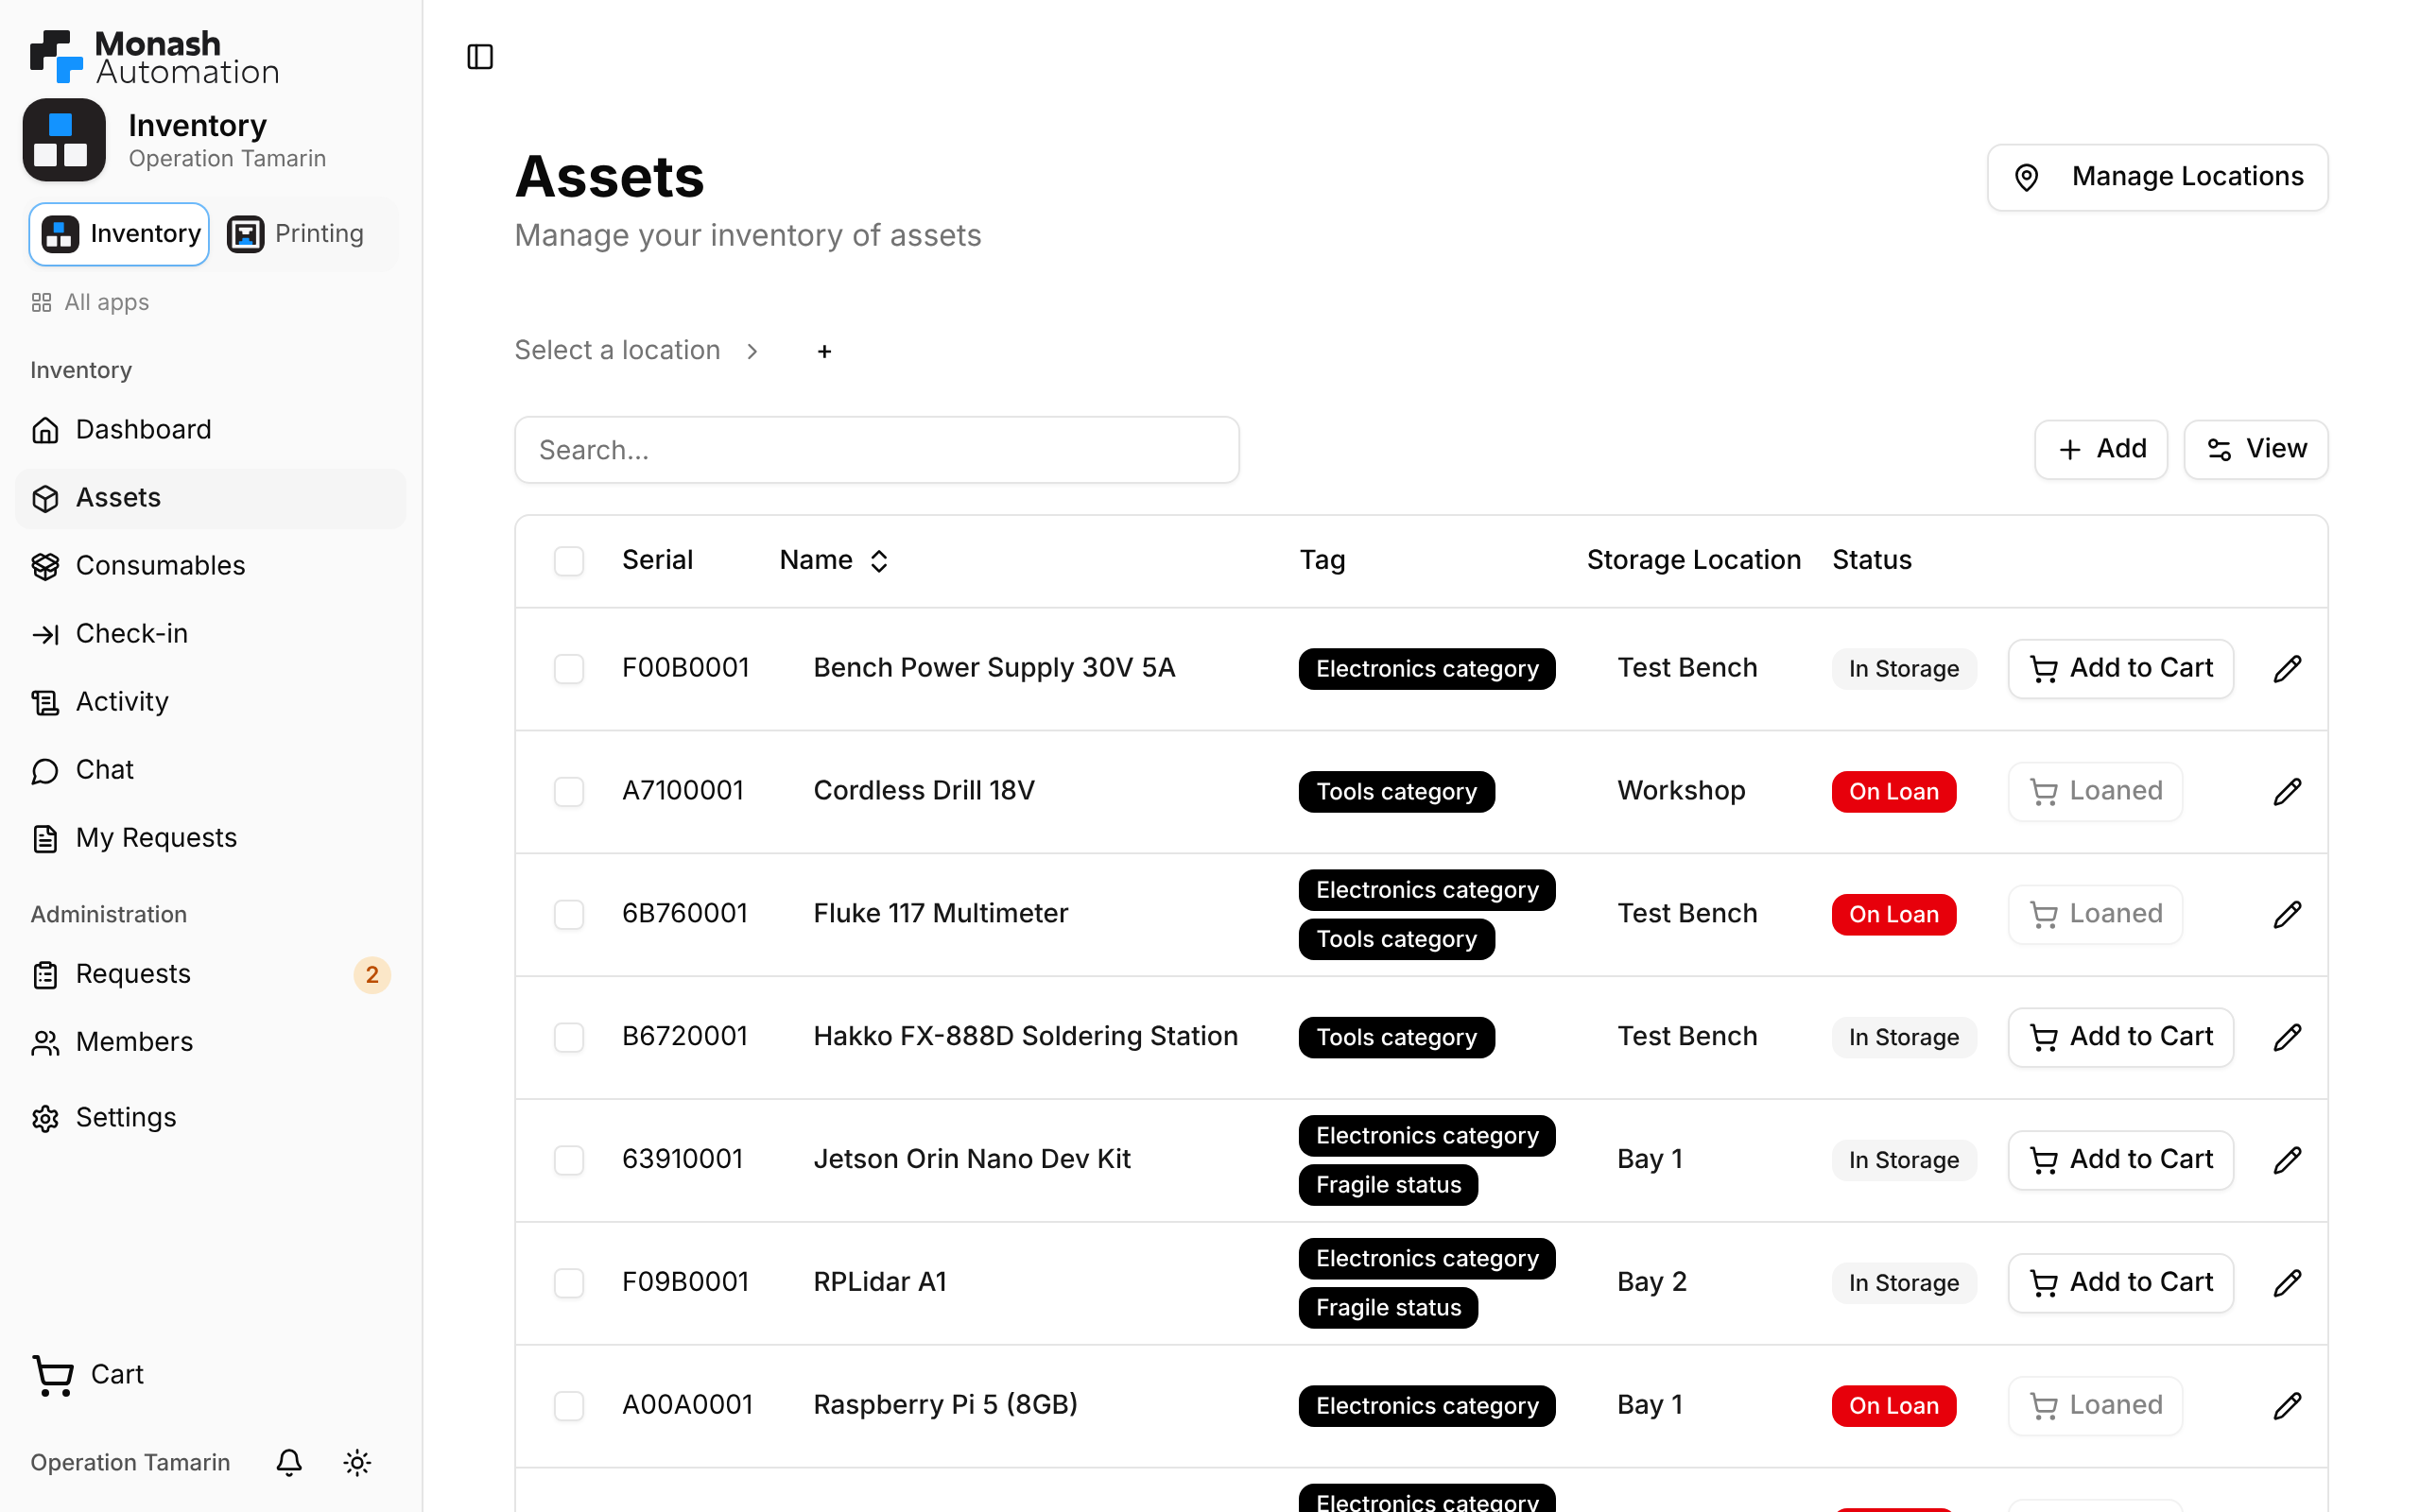 Monash
Automation
Inventory
Operation Tamarin
Inventory
Printing
All apps
Inventory
Dashboard
Assets
Consumables
Check-in
Activity
Chat
My Requests
Administration
Requests 2
Members
Settings
Cart
Operation Tamarin
Assets
Manage your inventory of assets
Manage Locations
Select a location
Search...
Add
View
Serial Name Tag Storage Location Status
F00B0001 Bench Power Supply 30V 5A Electronics category Test Bench In Storage Add to Cart
A7100001 Cordless Drill 18V Tools category Workshop On Loan Loaned
6B760001 Fluke 117 Multimeter Electronics category Tools category Test Bench On Loan Loaned
B6720001 Hakko FX-888D Soldering Station Tools category Test Bench In Storage Add to Cart
63910001 Jetson Orin Nano Dev Kit Electronics category Fragile status Bay 1 In Storage Add to Cart
F09B0001 RPLidar A1 Electronics category Fragile status Bay 2 In Storage Add to Cart
A00A0001 Raspberry Pi 5 (8GB) Electronics category Bay 1 On Loan Loaned
Electronics category